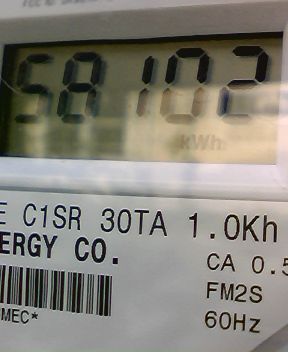 58102
kWh
E C1SR 30TA 1.0Kh
ERGY CO.
CA 0.5
FM2S
MEC*
60Hz